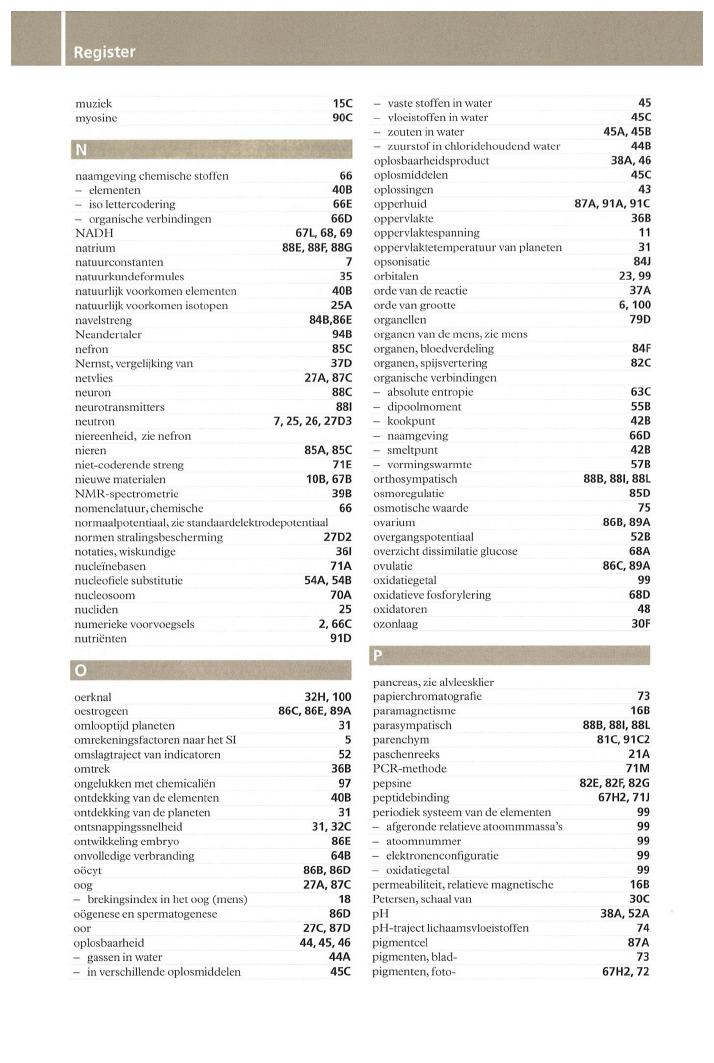 Register
muziek 15C
myosine 90C
N
naamgeving chemische stoffen 66
– elementen 40B
– iso lettercodering 66E
– organische verbindingen 66D
NADH 67L, 68, 69
natrium 88E, 88F, 88G
natuurconstanten 7
natuurkundeformules 35
natuurlijk voorkomen elementen 40B
natuurlijk voorkomen isotopen 25A
navelstreng 84B,86E
Neandertaler 94B
nefron 85C
Nernst, vergelijking van 37D
netvlies 27A, 87C
neuron 88C
neurotransmitters 88I
neutron 7, 25, 26, 27D3
niereenheid, zie nefron
nieren 85A, 85C
niet-coderende streng 71E
nieuwe materialen 10B, 67B
NMR-spectrometrie 39B
nomenclatuur, chemische 66
normaalpotentiaal, zie standaardelektrodepotentiaal
normen stralingsbescherming 27D2
notaties, wiskundige 36I
nucleïnebasen 71A
nucleofiele substitutie 54A, 54B
nucleosoom 70A
nucliden 25
numerieke voorvoegsels 2, 66C
nutriënten 91D
O
oerknal 32H, 100
oestrogeen 86C, 86E, 89A
omlooptijd planeten 31
omrekeningsfactoren naar het SI 5
omslagtraject van indicatoren 52
omtrek 36B
ongelukken met chemicaliën 97
ontdekking van de elementen 40B
ontdekking van de planeten 31
ontsnappingssnelheid 31, 32C
ontwikkeling embryo 86E
onvolledige verbranding 64B
oöcyt 86B, 86D
oog 27A, 87C
– brekingsindex in het oog (mens) 18
oögenese en spermatogenese 86D
oor 27C, 87D
oplosbaarheid 44, 45, 46
– gassen in water 44A
– in verschillende oplosmiddelen 45C
– vaste stoffen in water 45
– vloeistoffen in water 45C
– zouten in water 45A, 45B
– zuurstof in chloridehoudend water 44B
oplosbaarheidsproduct 38A, 46
oplosmiddelen 45C
oplossingen 43
opperhuid 87A, 91A, 91C
oppervlakte 36B
oppervlaktespanning 11
oppervlaktetemperatuur van planeten 31
opsonisatie 84J
orbitalen 23, 99
orde van de reactie 37A
orde van grootte 6, 100
organellen 79D
organen van de mens, zie mens
organen, bloedverdeling 84F
organen, spijsvertering 82C
organische verbindingen
– absolute entropie 63C
– dipoolmoment 55B
– kookpunt 42B
– naamgeving 66D
– smeltpunt 42B
– vormingswarmte 57B
orthosympatisch 88B, 88I, 88L
osmoregulatie 85D
osmotische waarde 75
ovarium 86B, 89A
overgangspotentiaal 52B
overzicht dissimilatie glucose 68A
ovulatie 86C, 89A
oxidatiegetal 99
oxidatieve fosforylering 68D
oxidatoren 48
ozonlaag 30F
P
pancreas, zie alvleesklier
papierchromatografie 73
paramagnetisme 16B
parasympatisch 88B, 88I, 88L
parenchym 81C, 91C2
paschenreeks 21A
PCR-methode 71M
pepsine 82E, 82F, 82G
peptidebinding 67H2, 71J
periodiek systeem van de elementen 99
– afgeronde relatieve atoommmassa's 99
– atoomnummer 99
– elektronenconfiguratie 99
– oxidatiegetal 99
permeabiliteit, relatieve magnetische 16B
Petersen, schaal van 30C
pH 38A, 52A
pH-traject lichaamsvloeistoffen 74
pigmentcel 87A
pigmenten, blad- 73
pigmenten, foto- 67H2, 72